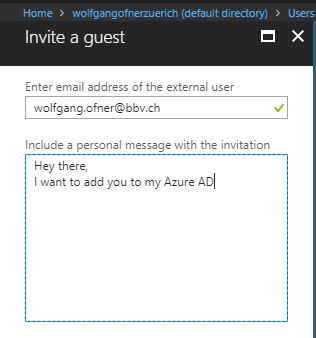 Home > wolfgangofnerzuerich (default directory) > Users
Invite a guest
Enter email address of the external user
wolfgang.ofner@bbv.ch
Include a personal message with the invitation
Hey there,
I want to add you to my Azure AD